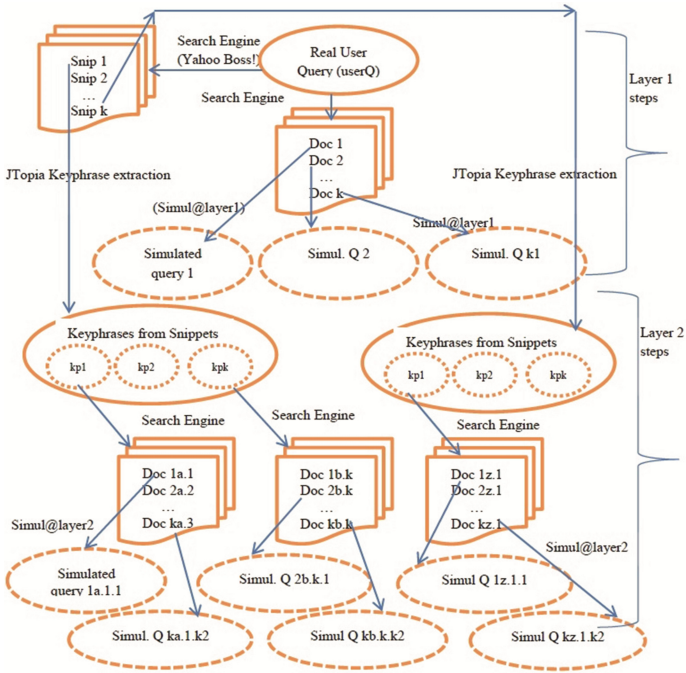 Snip 1
Snip 2
…
Snip k
Search Engine
(Yahoo Boss!)
Real User
Query (userQ)
Layer 1
steps
Search Engine
Doc 1
Doc 2
…
Doc k
JTopia Keyphrase extraction
JTopia Keyphrase extraction
(Simul@layer1)
Simul@layer1
Simulated
query 1
Simul. Q 2
Simul. Q k1
Layer 2
steps
Keyphrases from Snippets
kp1
kp2
kpk
Keyphrases from Snippets
kp1
kp2
kpk
Search Engine
Search Engine
Search Engine
Doc 1a.1
Doc 2a.2
…
Doc ka.3
Doc 1b.k
Doc 2b.k
…
Doc kb.k
Doc 1z.1
Doc 2z.1
…
Doc kz.1
Simul@layer2
Simul@layer2
Simulated
query 1a.1.1
Simul. Q 2b.k.1
Simul Q 1z.1.1
Simul. Q ka.1.k2
Simul Q kb.k.k2
Simul Q kz.1.k2